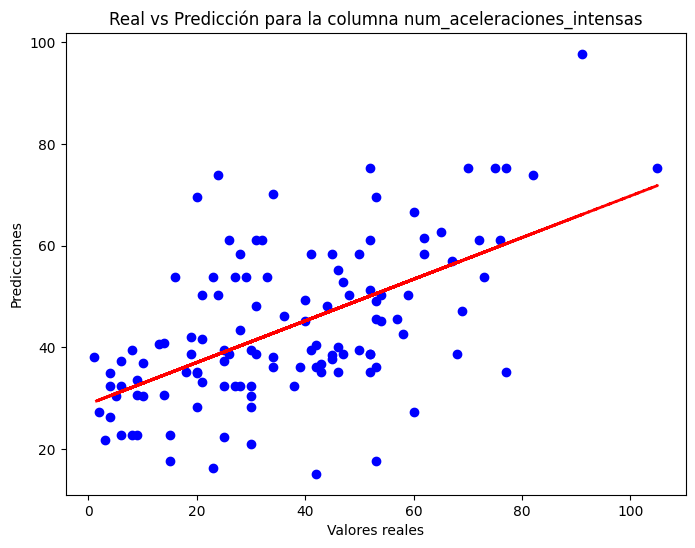 Real vs Predicción para la columna num_aceleraciones_intensas
100
80
60
40
20
Predicciones
0 20 40 60 80 100
Valores reales